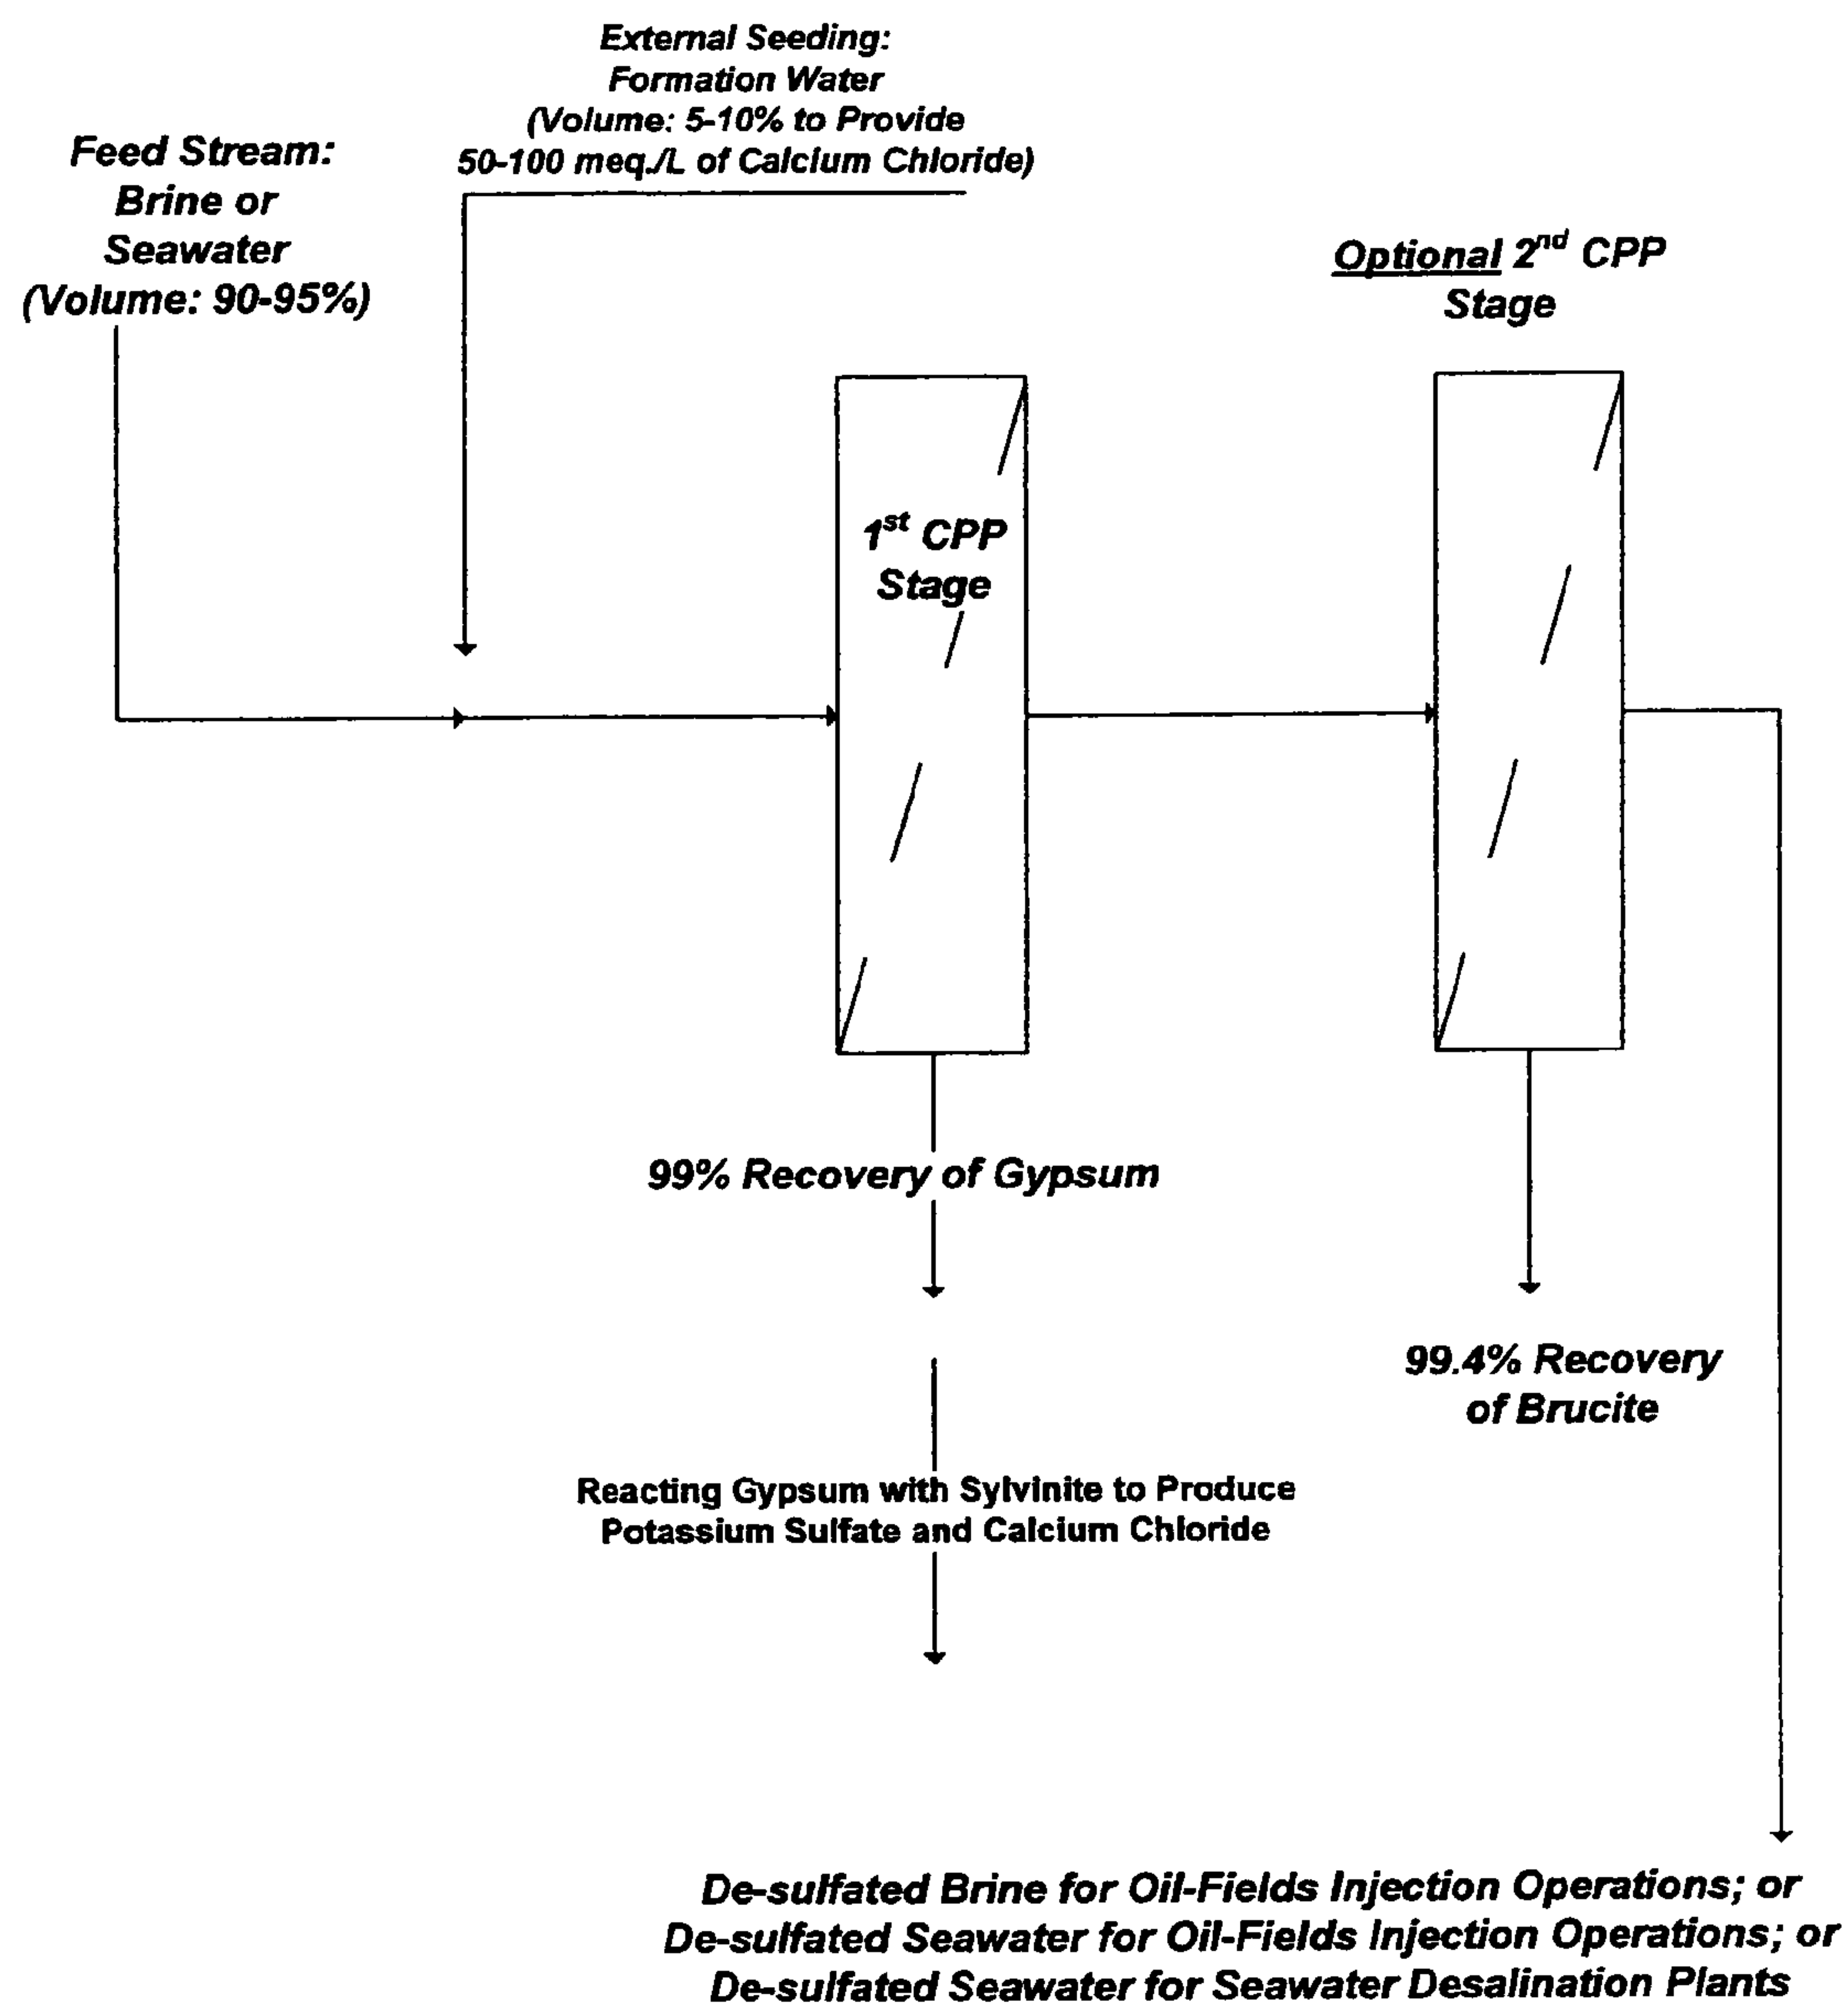 External Seeding:
Formation Water
(Volume: 5-10% to Provide
50-100 meq./L of Calcium Chloride)
Feed Stream:
Brine or
Seawater
(Volume: 90-95%)
Optional 2nd CPP
Stage
1st CPP
Stage
99% Recovery of Gypsum
99.4% Recovery
of Brucite
Reacting Gypsum with Sylvinite to Produce
Potassium Sulfate and Calcium Chloride
De-sulfated Brine for Oil-Fields Injection Operations; or
De-sulfated Seawater for Oil-Fields Injection Operations; or
De-sulfated Seawater for Seawater Desalination Plants